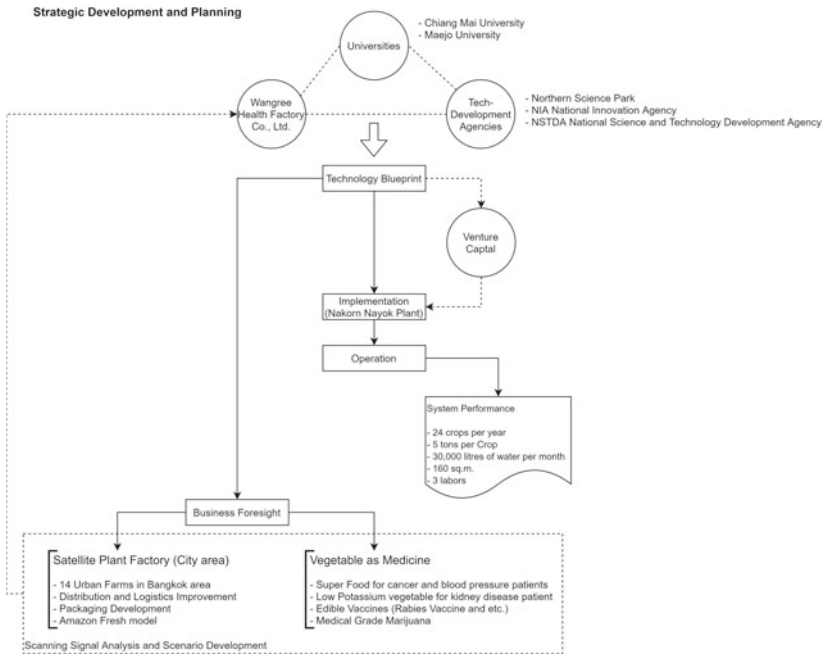 Strategic Development and Planning
Universities
- Chiang Mai University
- Maejo University
Wangree
Health Factory
Co., Ltd.
Tech-
Development
Agencies
- Northern Science Park
- NIA National Innovation Agency
- NSTDA National Science and Technology Development Agency
Technology Blueprint
Venture
Captal
Implementation
(Nakorn Nayok Plant)
Operation
System Performance
- 24 crops per year
- 5 tons per Crop
- 30,000 litres of water per month
- 160 sq.m.
- 3 labors
Business Foresight
Satellite Plant Factory (City area)
- 14 Urban Farms in Bangkok area
- Distribution and Logistics Improvement
- Packaging Development
- Amazon Fresh model
Vegetable as Medicine
- Super Food for cancer and blood pressure patients
- Low Potassium vegetable for kidney disease patient
- Edible Vaccines (Rabies Vaccine and etc.)
- Medical Grade Marijuana
Scanning Signal Analysis and Scenario Development